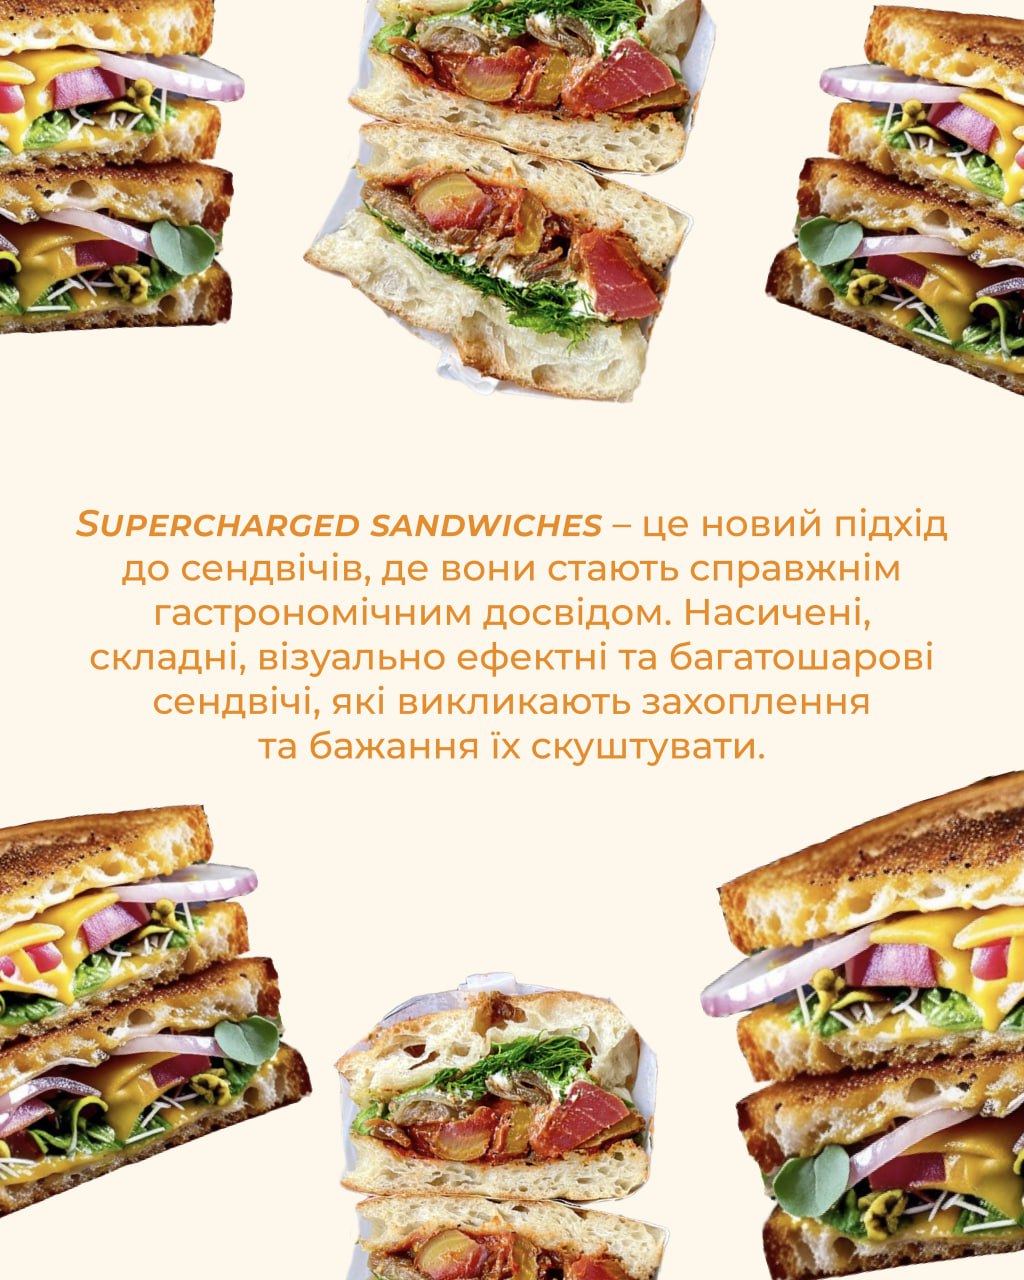 Supercharged sandwiches – це новий підхід
до сендвічів, де вони стають справжнім
гастрономічним досвідом. Насичені,
складні, візуально ефектні та багатошарові
сендвічі, які викликають захоплення
та бажання їх скуштувати.